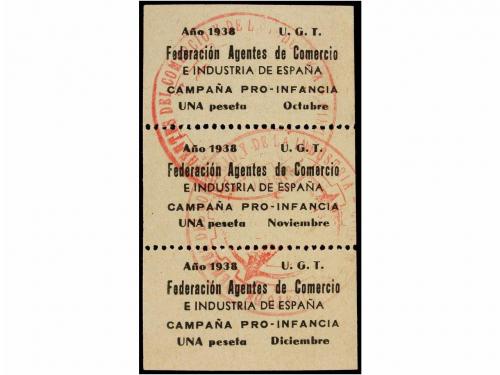 Año 1938 U. G. T.
Federación Agentes de Comercio
E INDUSTRIA DE ESPAÑA
CAMPAÑA PRO-INFANCIA
UNA peseta Octubre
Año 1938 U. G. T.
Federación Agentes de Comercio
E INDUSTRIA DE ESPAÑA
CAMPAÑA PRO-INFANCIA
UNA peseta Noviembre
Año 1938 U. G. T.
Federación Agentes de Comercio
E INDUSTRIA DE ESPAÑA
CAMPAÑA PRO-INFANCIA
UNA peseta Diciembre